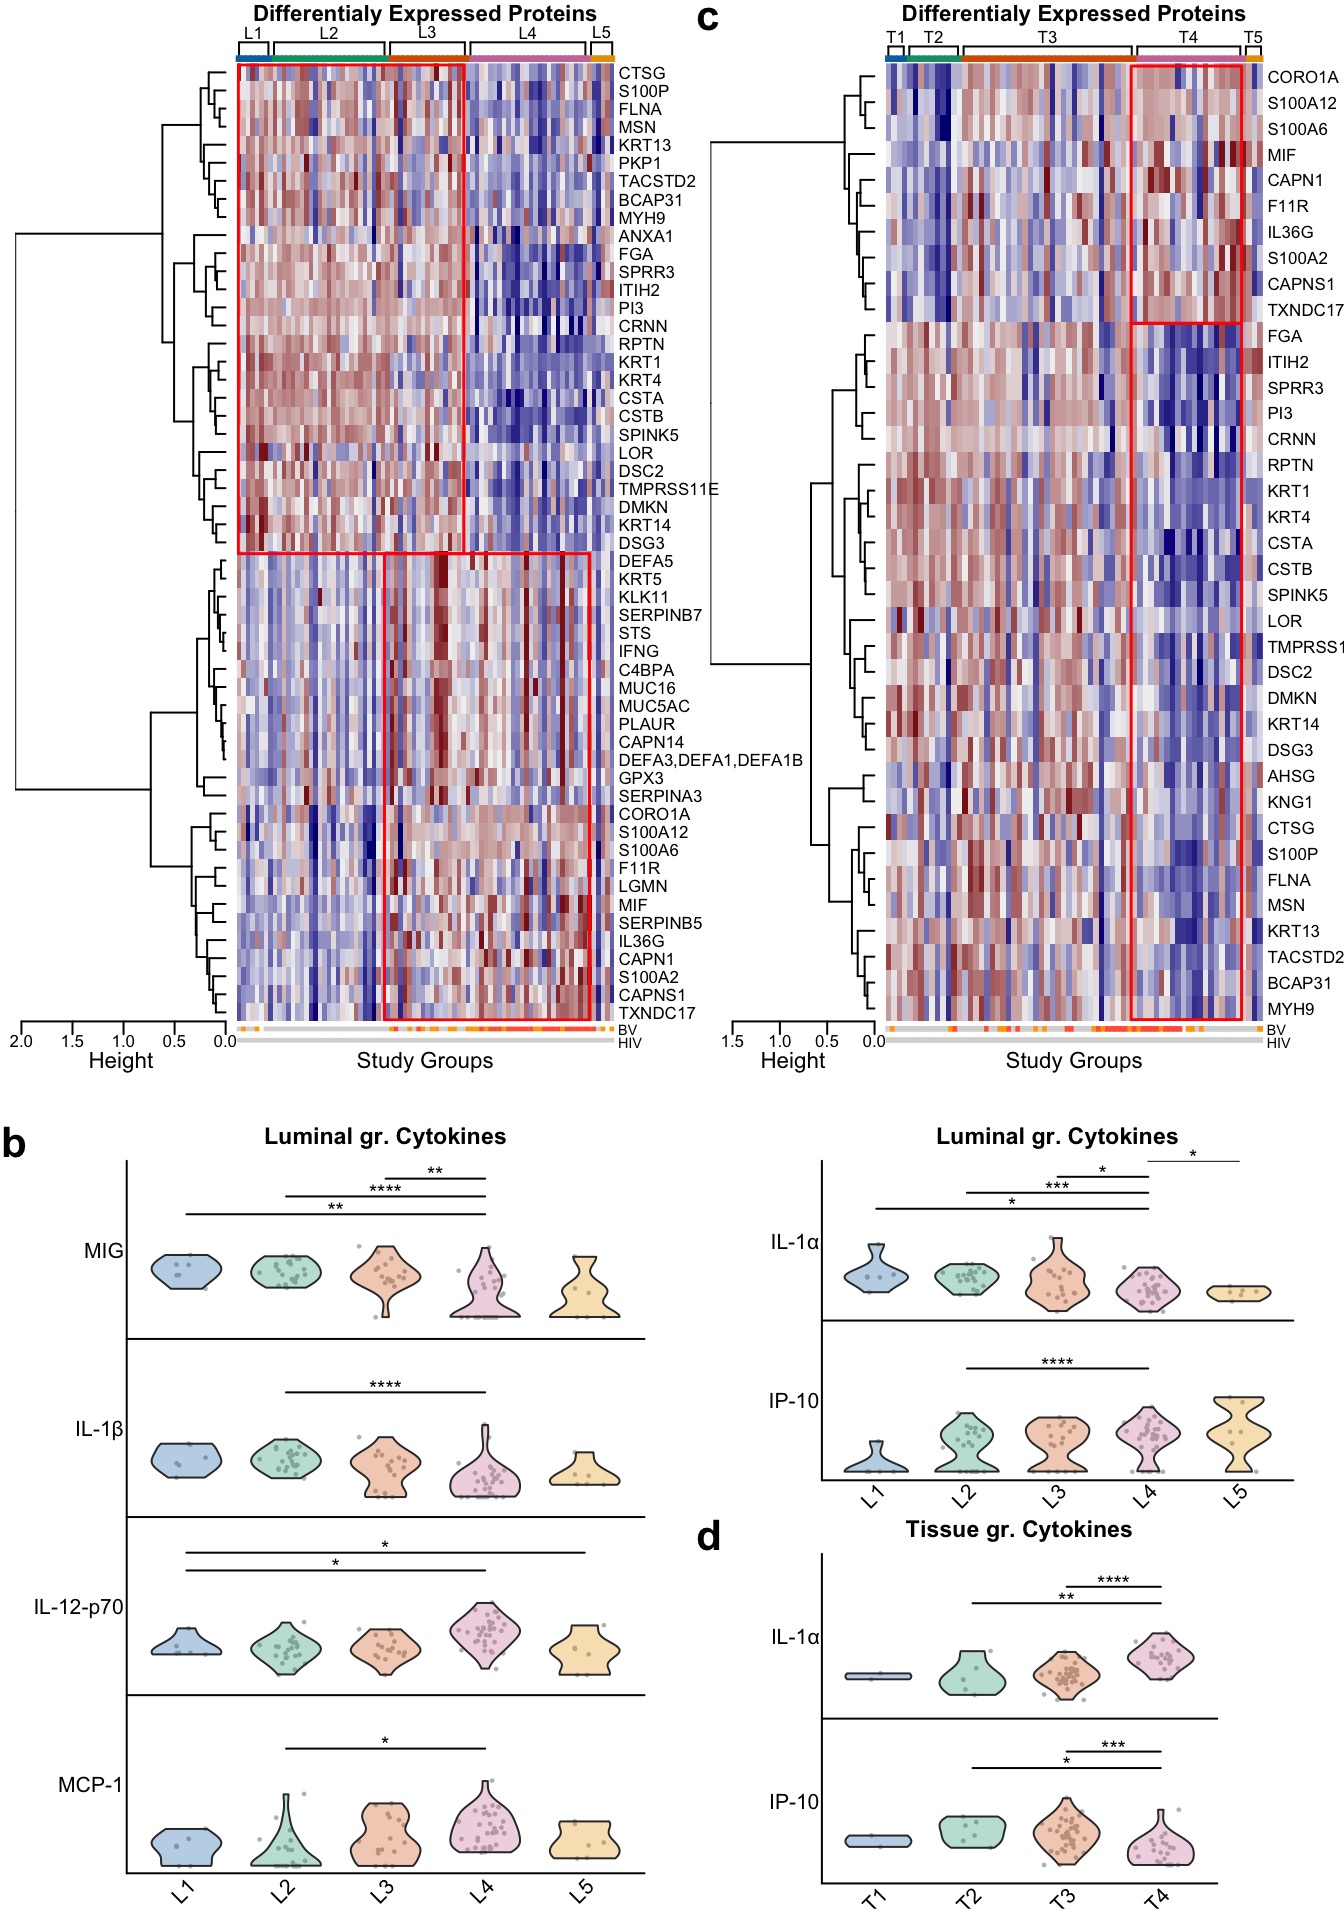 Differentialy Expressed Proteins
L1 L2 L3 L4 L5
CTSG
S100P
FLNA
MSN
KRT13
PKP1
TACSTD2
BCAP31
MYH9
ANXA1
FGA
SPRR3
ITIH2
PI3
CRNN
RPTN
KRT1
KRT4
CSTA
CSTB
SPINK5
LOR
DSC2
TMPRSS11E
DMKN
KRT14
DSG3
DEFA5
KRT5
KLK11
SERPINB7
STS
IFNG
C4BPA
MUC16
MUC5AC
PLAUR
CAPN14
DEFA3,DEFA1,DEFA1B
GPX3
SERPINA3
CORO1A
S100A12
S100A6
F11R
LGMN
MIF
SERPINB5
IL36G
CAPN1
S100A2
CAPNS1
TXNDC17
BV
HIV
2.0 1.5 1.0 0.5 0.0
Height
Study Groups
c
Differentialy Expressed Proteins
T1 T2 T3 T4 T5
CORO1A
S100A12
S100A6
MIF
CAPN1
F11R
IL36G
S100A2
CAPNS1
TXNDC17
FGA
ITIH2
SPRR3
PI3
CRNN
RPTN
KRT1
KRT4
CSTA
CSTB
SPINK5
LOR
TMPRSS1
DSC2
DMKN
KRT14
DSG3
AHSG
KNG1
CTSG
S100P
FLNA
MSN
KRT13
TACSTD2
BCAP31
MYH9
BV
HIV
1.5 1.0 0.5 0.0
Height
Study Groups
b
Luminal gr. Cytokines
**
****
**
MIG
****
IL-1β
*
*
IL-12-p70
*
MCP-1
L1 L2 L3 L4 L5
Luminal gr. Cytokines
*
*
***
*
IL-1α
****
IP-10
L1 L2 L3 L4 L5
d
Tissue gr. Cytokines
****
**
IL-1α
***
*
IP-10
T1 T2 T3 T4